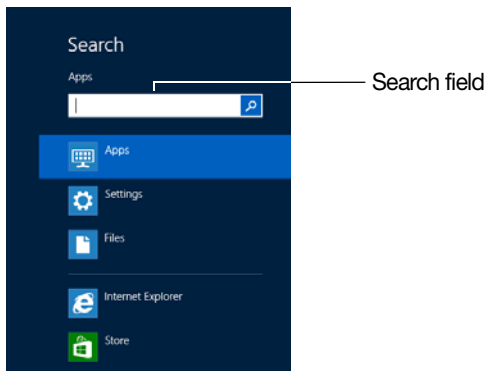 Search
Apps
Search field
Apps
Settings
Files
Internet Explorer
Store